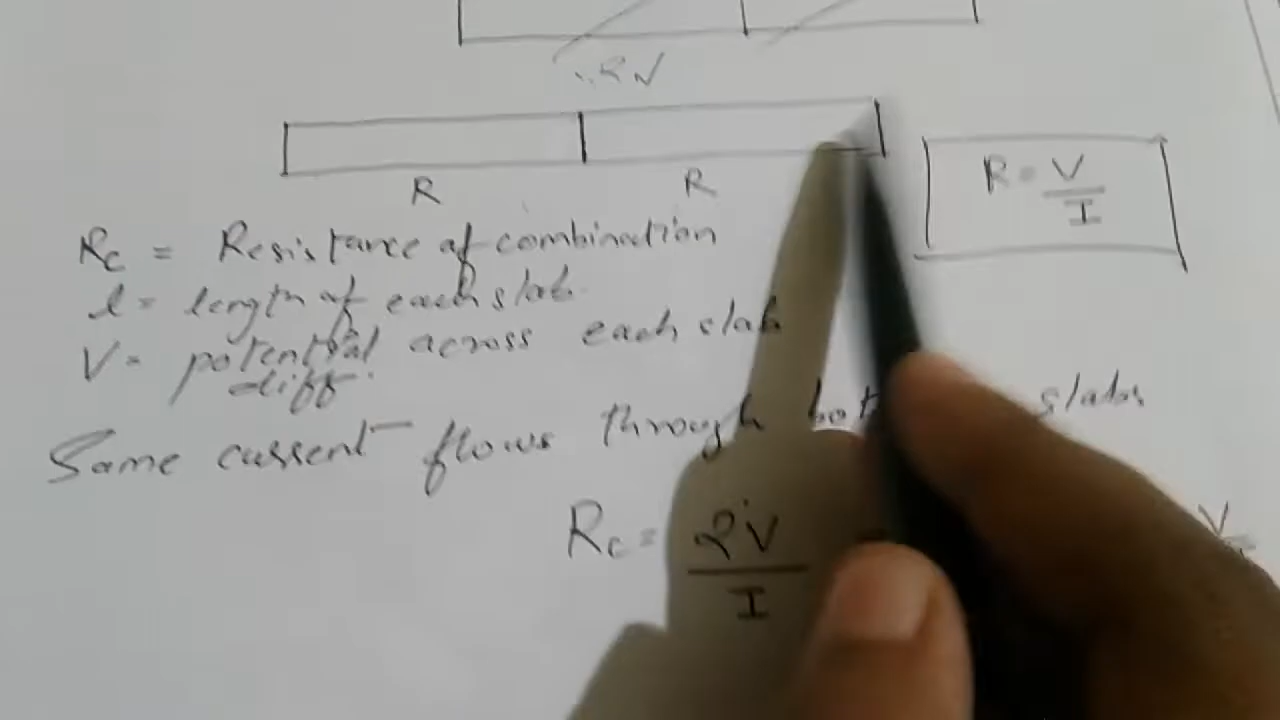 2V
R R
R = V/I
Rc = Resistance of combination
l = length of each slab.
V = potential across each slab
diff.
Same current flows through slabs
Rc = 2V/I
V